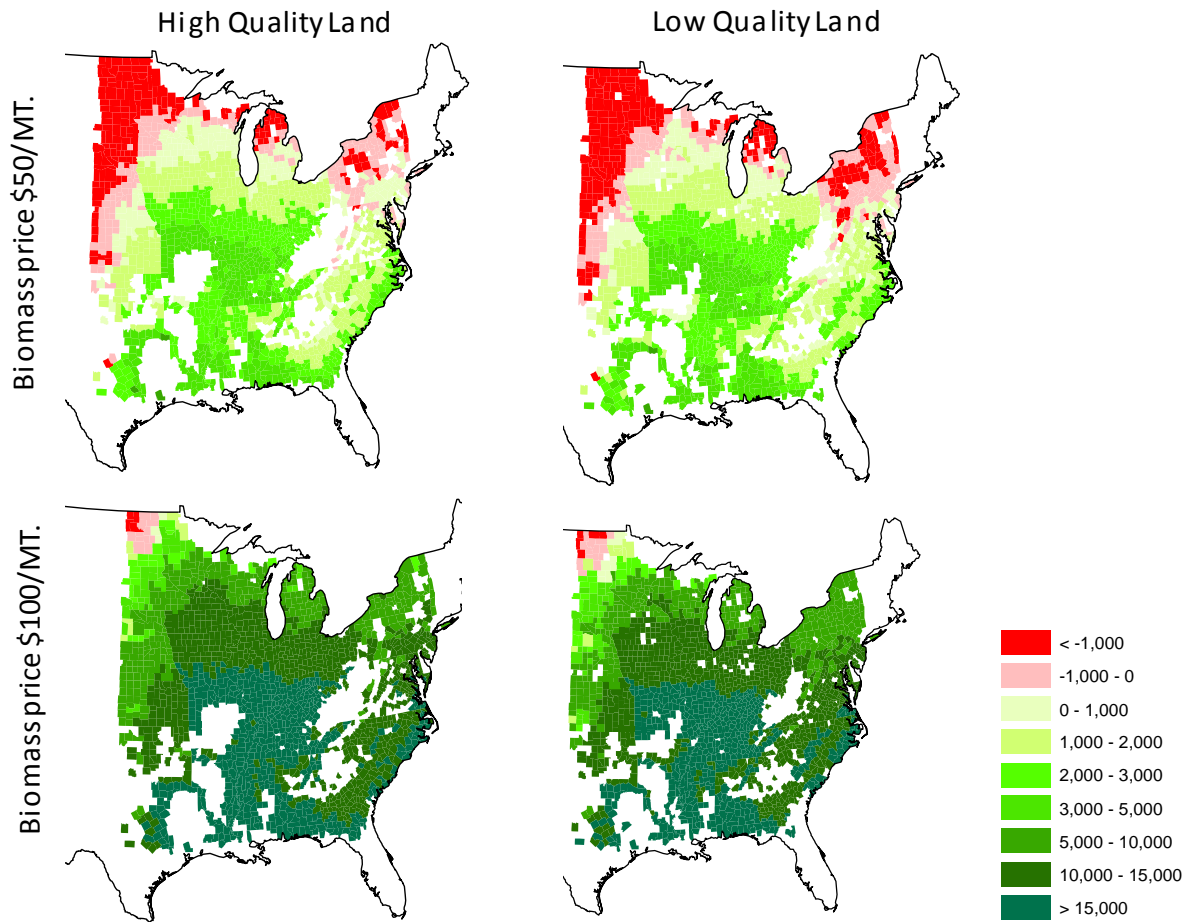 High Quality Land
Low Quality Land
Biomass price $50/MT.
Biomass price $100/MT.
< -1,000
-1,000 - 0
0 - 1,000
1,000 - 2,000
2,000 - 3,000
3,000 - 5,000
5,000 - 10,000
10,000 - 15,000
> 15,000